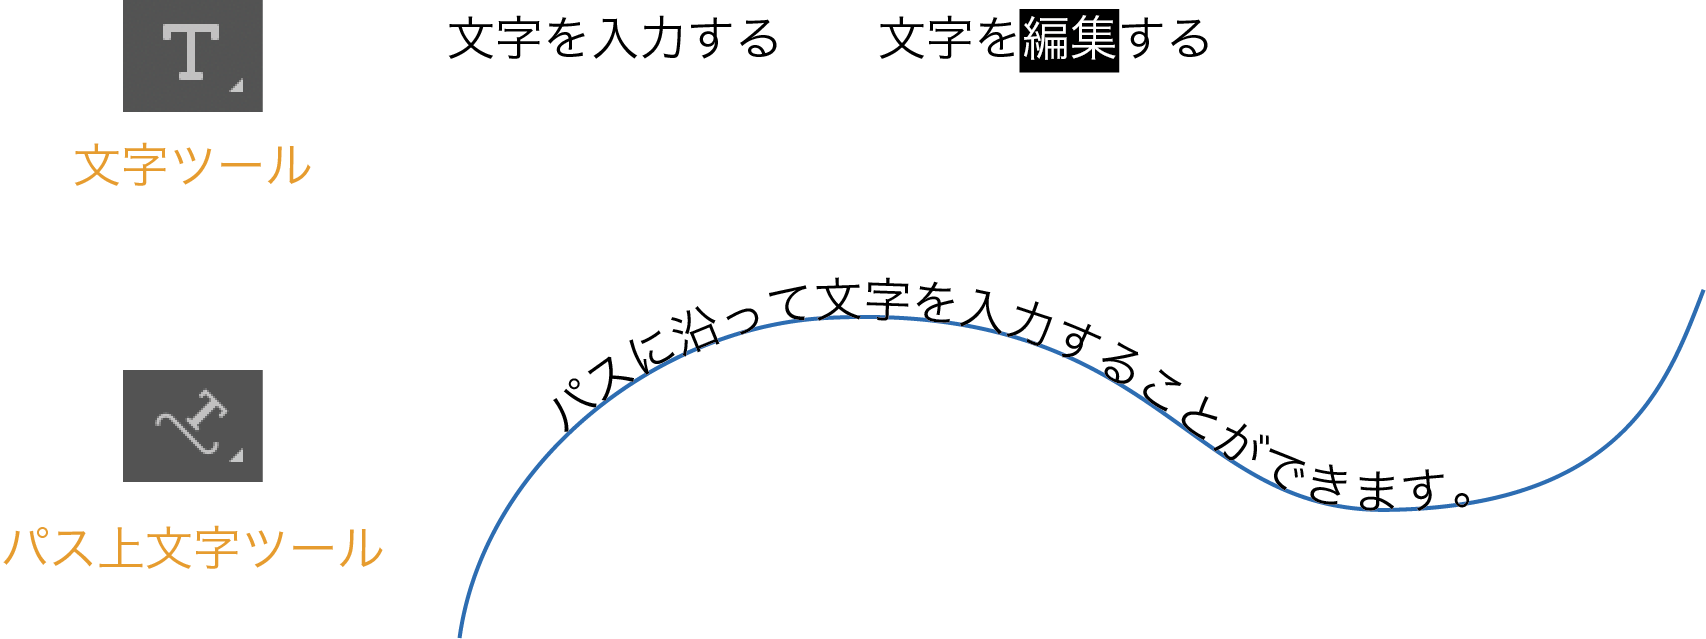 文字を入力する
文字を編集する
文字ツール
パスに沿って文字を入力することができます。
パス上文字ツール